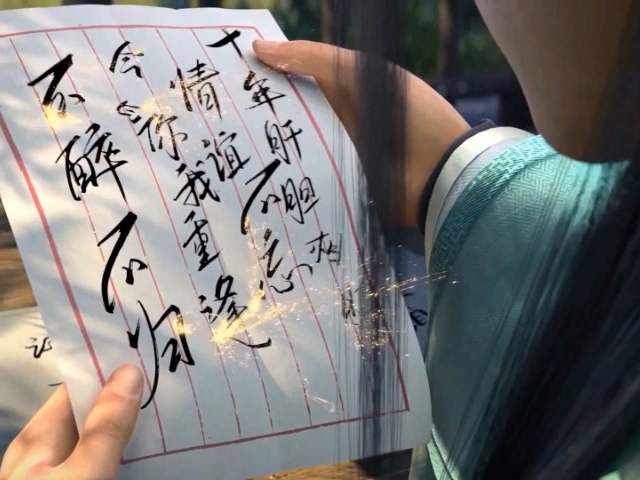 十年肝胆
情谊不忘
今你我重逢
不醉不归